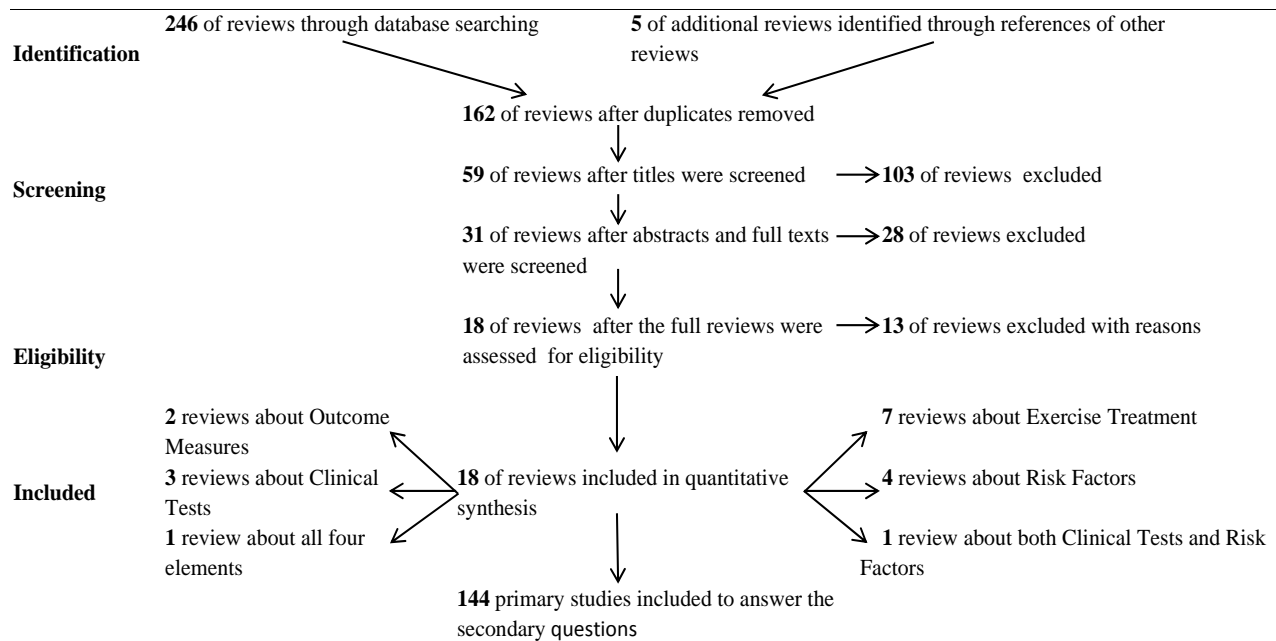 246 of reviews through database searching
5 of additional reviews identified through references of other
reviews
Identification
162 of reviews after duplicates removed
59 of reviews after titles were screened
103 of reviews excluded
Screening
31 of reviews after abstracts and full texts
were screened
28 of reviews excluded
18 of reviews after the full reviews were
assessed for eligibility
13 of reviews excluded with reasons
Eligibility
2 reviews about Outcome
Measures
7 reviews about Exercise Treatment
Included
3 reviews about Clinical
Tests
18 of reviews included in quantitative
synthesis
4 reviews about Risk Factors
1 review about all four
elements
1 review about both Clinical Tests and Risk
Factors
144 primary studies included to answer the
secondary questions